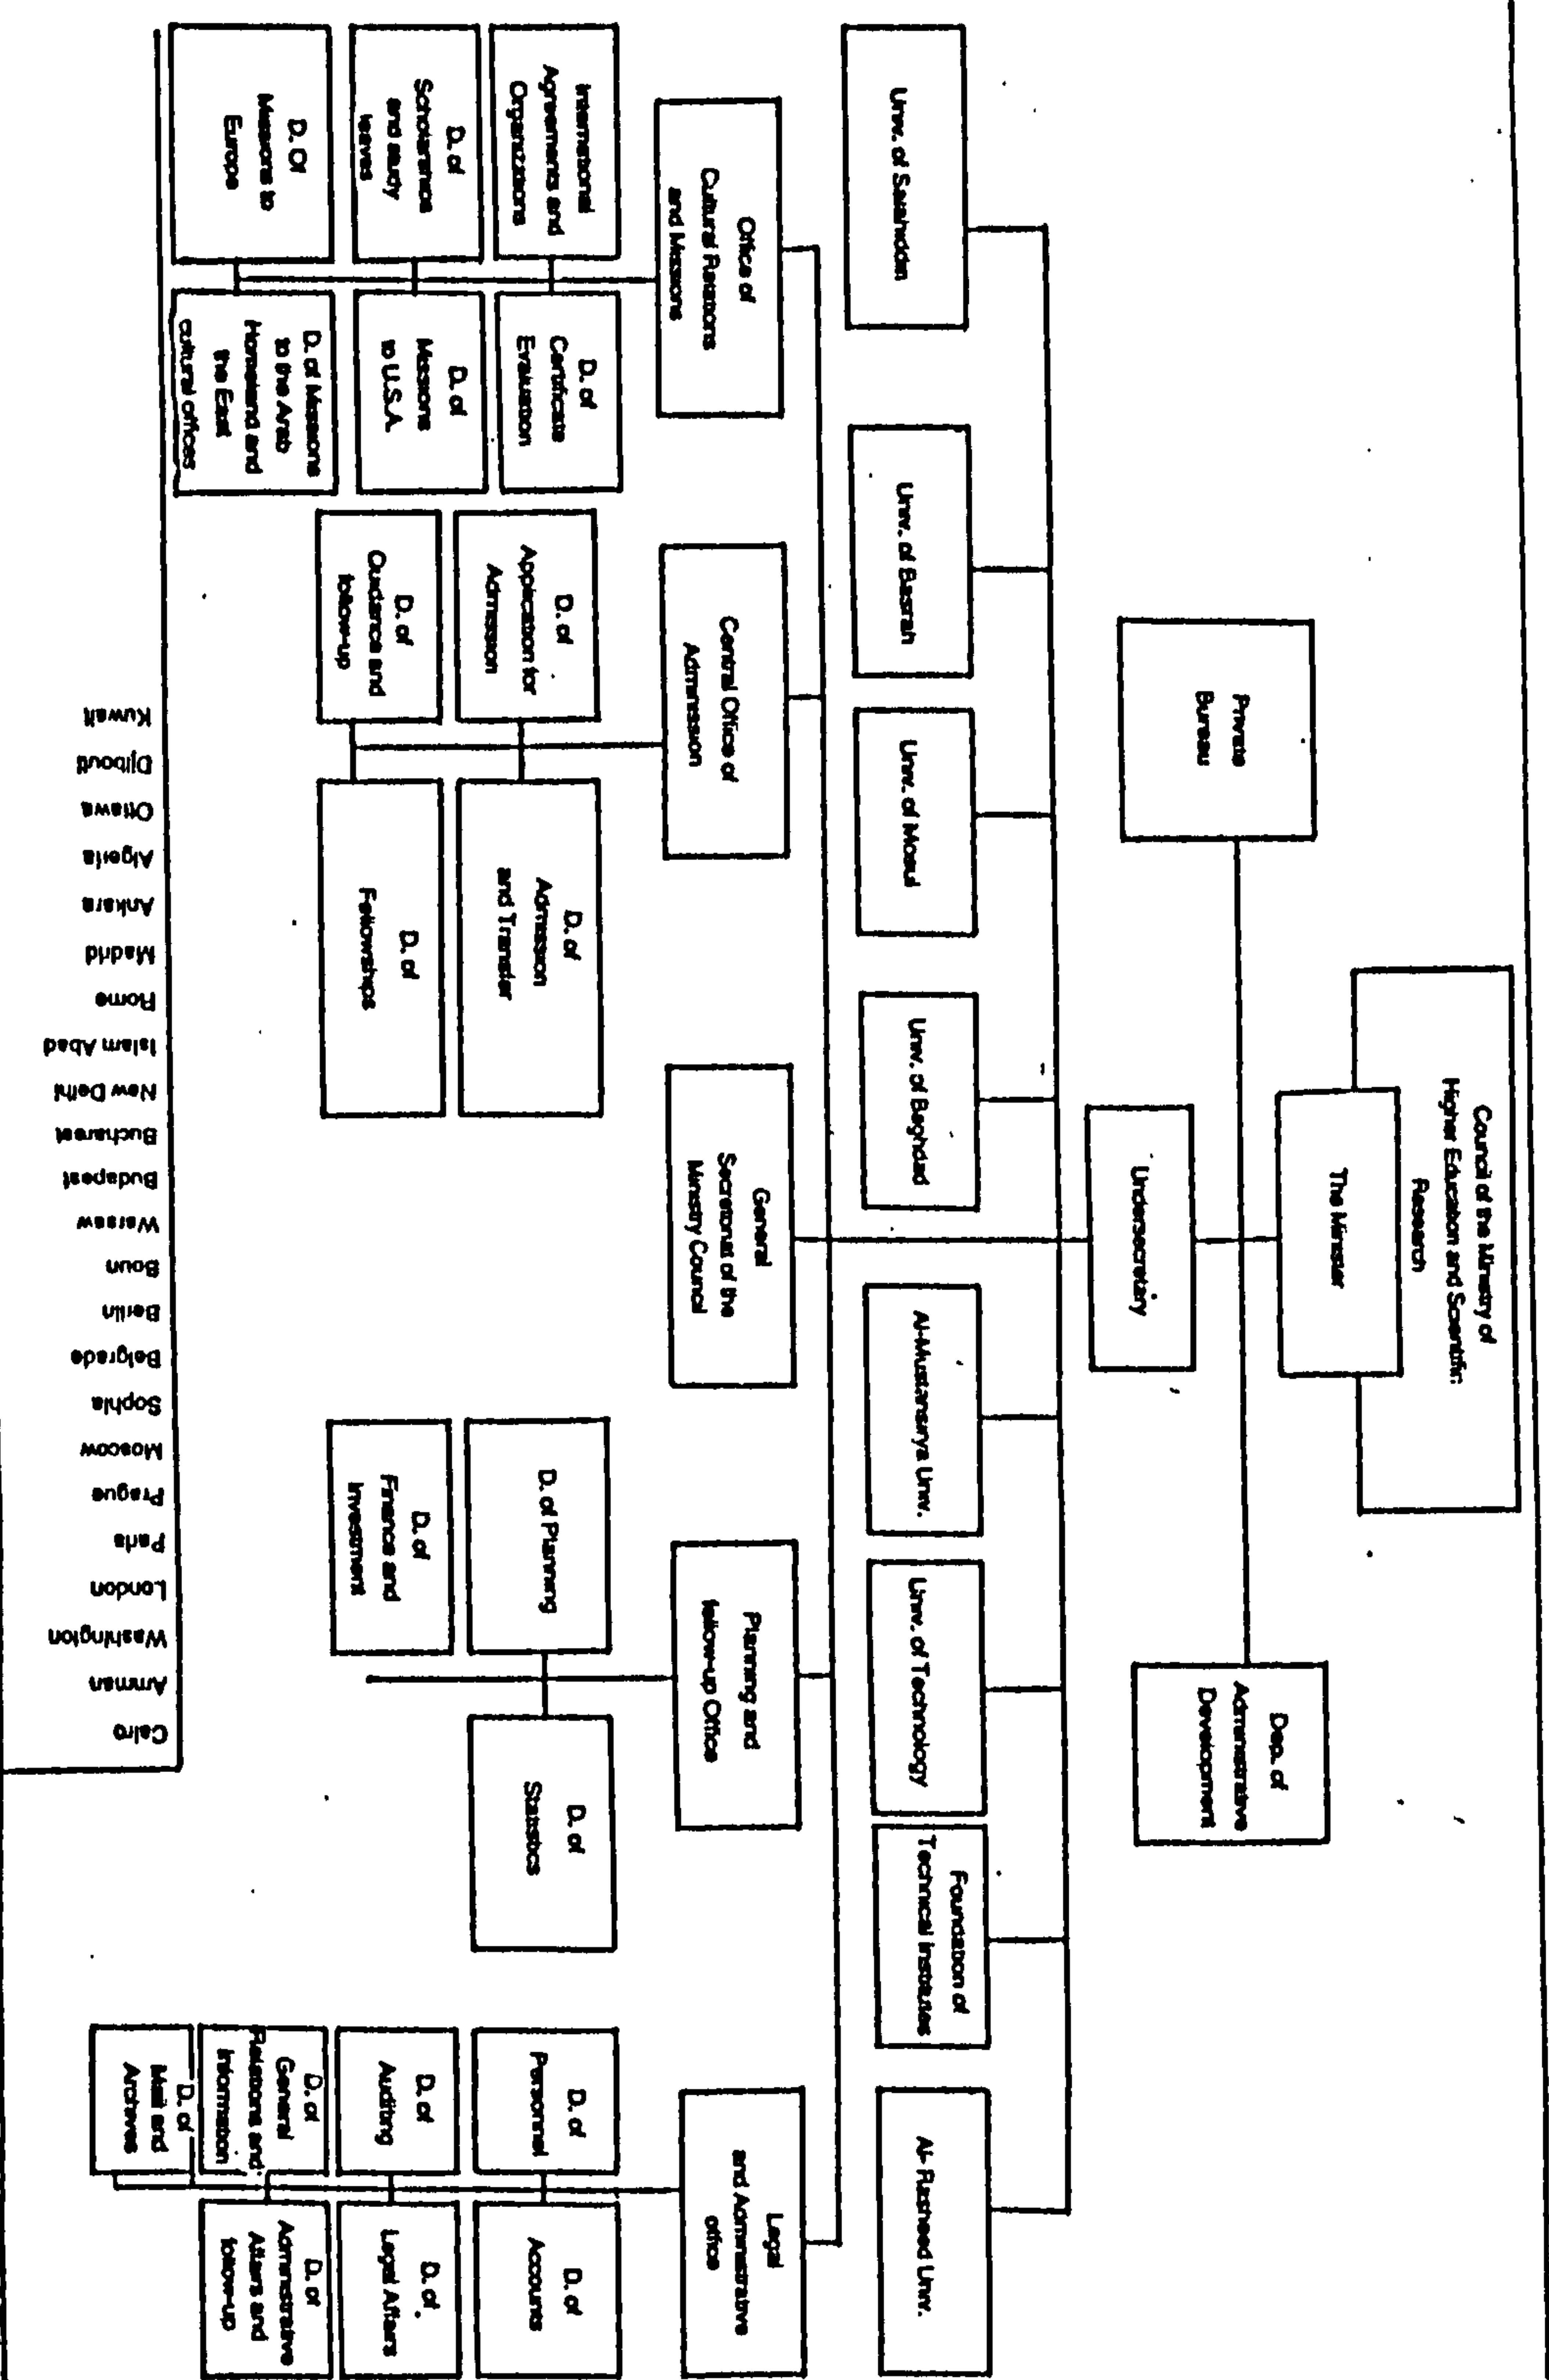 Council of the Ministry of
Higher Education and Scientific
Research
The Minister
Private
Bureau
Dep. of
Administrative
Development
Undersecretary
Univ. of Salahiddin
Univ. of Basrah
Univ. of Mosul
Univ. of Baghdad
Al-Mustansirya Univ.
Univ. of Technology
Foundation of
Technical Institutes
Al- Rasheed Univ.
Office of
Cultural Relations
and Missions
Central Office of
Admission
General
Secretoriat of the
Ministry Council
Planning and
follow-up Office
Legal
and Administrative
office
International
Agreements and
Organizations
D. of
Certificate
Evaluation
D. of
Scholarships
and study
leaves
D. of
Missions
to U.S.A.
D. Of
Missions to
Europe
D. of Missions
to the Arab
Homeland and
the East
cultural offices
D. of
Application for
Admission
D. of
Admission
and Transfer
D. of
Guidance and
follow-up
D. of
Fellowships
D. of Planning
D. of
Statistics
D. of
Finance and
Investment
D. of
Personnel
D. of
Accounts
D. of
Auditing
D. of
Legal Affairs
D. of
General
Relations and
Information
D. of
Administrative
Affairs and
follow-up
D. of
Mail and
Archives
Kuwait
Djibouti
Ottawa
Algeria
Ankara
Madrid
Rome
Islam Abad
New Delhi
Bucharest
Budapest
Warsaw
Boun
Berlin
Belgrade
Sophia
Moscow
Prague
Paris
London
Washington
Amman
Cairo